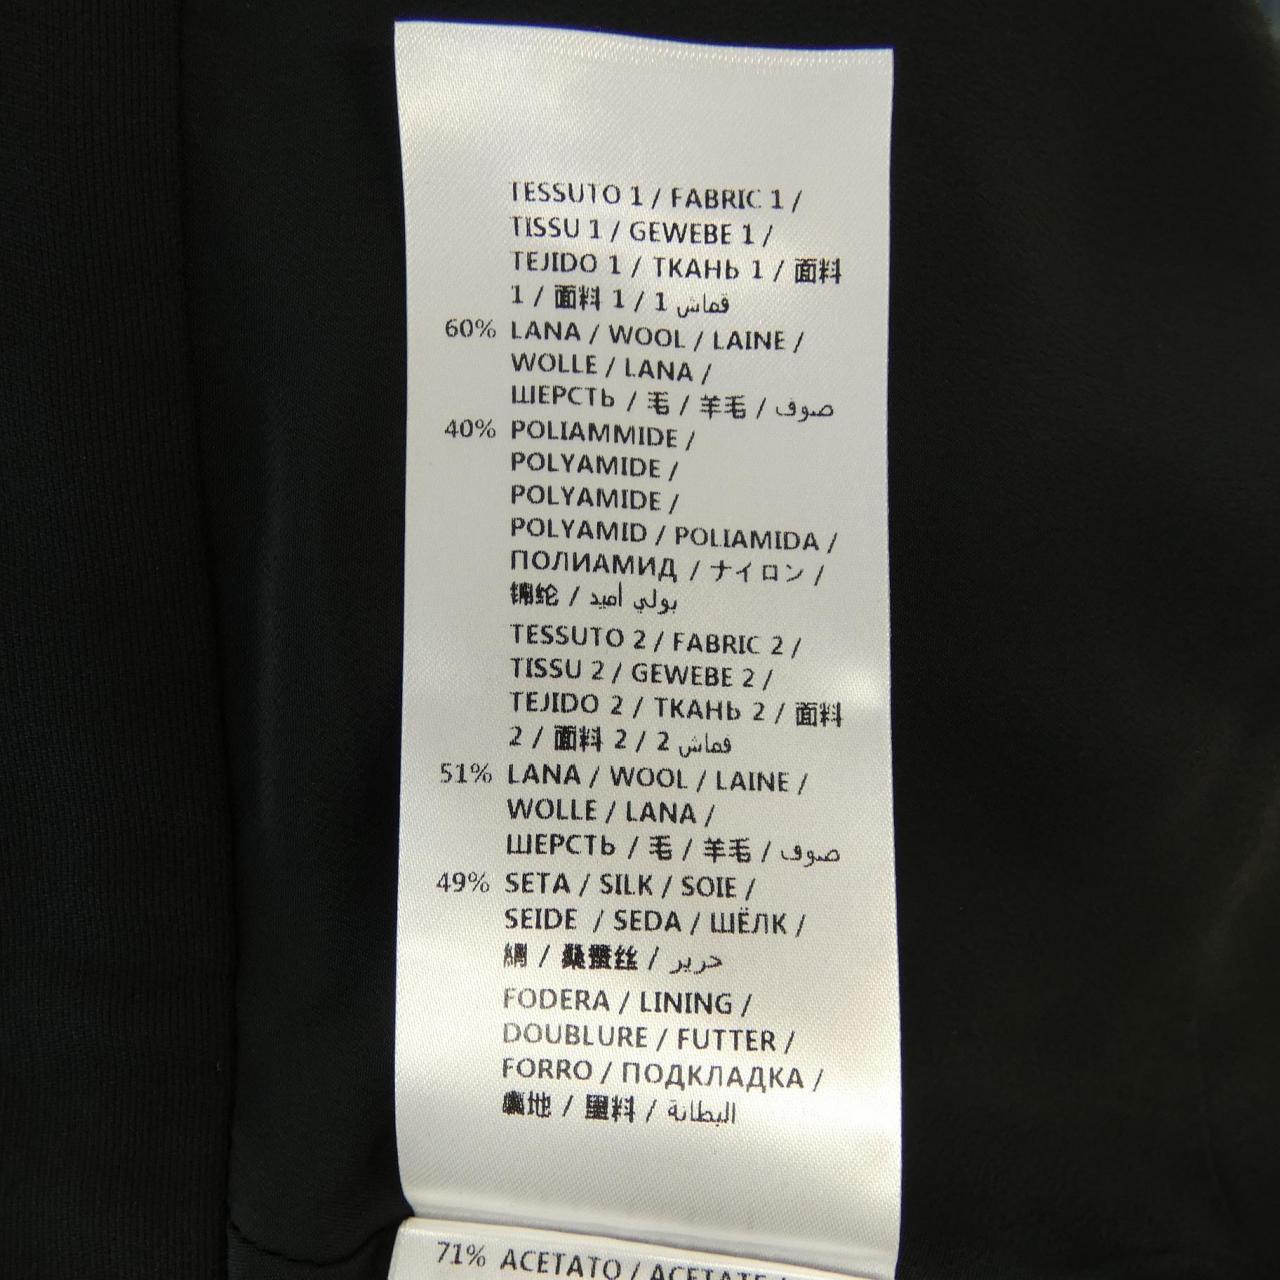 TESSUTO 1 / FABRIC 1 /
TISSU 1 / GEWEBE 1 /
TEJIDO 1 / ТКАНЬ 1 / 面料
1 / 面料 1 / 1 قماش
60% LANA / WOOL / LAINE /
WOLLE / LANA /
ШЕРСТЬ / 毛 / 羊毛 / صوف
40% POLIAMMIDE /
POLYAMIDE /
POLYAMIDE /
POLYAMID / POLIAMIDA /
ПОЛИАМИД / ナイロン /
锦纶 / بولي أميد
TESSUTO 2 / FABRIC 2 /
TISSU 2 / GEWEBE 2 /
TEJIDO 2 / ТКАНЬ 2 / 面料
2 / 面料 2 / 2 قماش
51% LANA / WOOL / LAINE /
WOLLE / LANA /
ШЕРСТЬ / 毛 / 羊毛 / صوف
49% SETA / SILK / SOIE /
SEIDE / SEDA / ШЁЛК /
絹 / 桑蚕丝 / حرير
FODERA / LINING /
DOUBLURE / FUTTER /
FORRO / ПОДКЛАДКА /
裏地 / 里料 / البطانة
71% ACETATO / ACETATE /